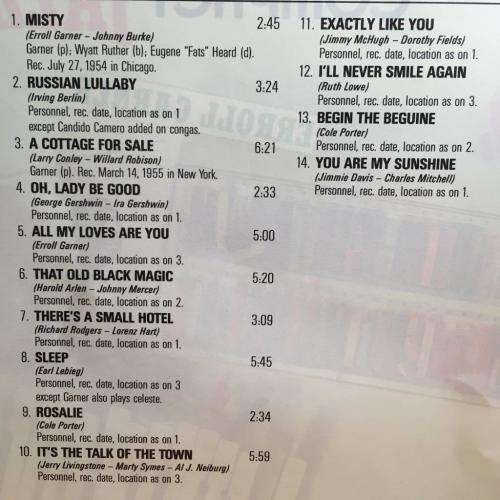 1. MISTY 2:45
(Erroll Garner – Johnny Burke)
Garner (p); Wyatt Ruther (b); Eugene "Fats" Heard (d).
Rec. July 27, 1954 in Chicago.
2. RUSSIAN LULLABY 3:24
(Irving Berlin)
Personnel, rec. date, location as on 1
except Candido Camero added on congas.
3. A COTTAGE FOR SALE 6:21
(Larry Conley – Willard Robison)
Garner (p). Rec. March 14, 1955 in New York.
4. OH, LADY BE GOOD 2:33
(George Gershwin – Ira Gershwin)
Personnel, rec. date, location as on 1.
5. ALL MY LOVES ARE YOU 5:00
(Erroll Garner)
Personnel, rec. date, location as on 3.
6. THAT OLD BLACK MAGIC 5:20
(Harold Arlen – Johnny Mercer)
Personnel, rec. date, location as on 2.
7. THERE'S A SMALL HOTEL 3:09
(Richard Rodgers – Lorenz Hart)
Personnel, rec. date, location as on 1.
8. SLEEP 5:45
(Earl Lebieg)
Personnel, rec. date, location as on 3
except Garner also plays celeste.
9. ROSALIE 2:34
(Cole Porter)
Personnel, rec. date, location as on 1.
10. IT'S THE TALK OF THE TOWN 5:59
(Jerry Livingstone – Marty Symes – Al J. Neiburg)
Personnel, rec. date, location as on 3.
11. EXACTLY LIKE YOU
(Jimmy McHugh – Dorothy Fields)
Personnel, rec. date, location as on 1.
12. I'LL NEVER SMILE AGAIN
(Ruth Lowe)
Personnel, rec. date, location as on 3.
13. BEGIN THE BEGUINE
(Cole Porter)
Personnel, rec. date, location as on 2.
14. YOU ARE MY SUNSHINE
(Jimmie Davis – Charles Mitchell)
Personnel, rec. date, location as on 1.